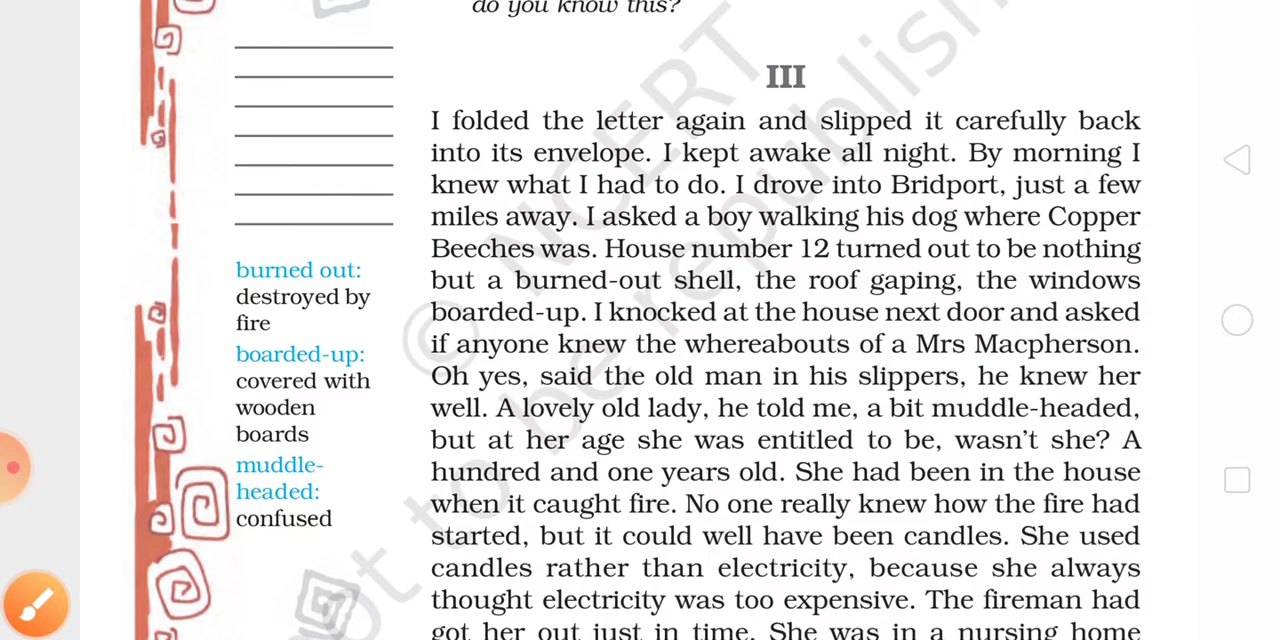 do you know this?
III
I folded the letter again and slipped it carefully back
into its envelope. I kept awake all night. By morning I
knew what I had to do. I drove into Bridport, just a few
miles away. I asked a boy walking his dog where Copper
Beeches was. House number 12 turned out to be nothing
but a burned-out shell, the roof gaping, the windows
boarded-up. I knocked at the house next door and asked
if anyone knew the whereabouts of a Mrs Macpherson.
Oh yes, said the old man in his slippers, he knew her
well. A lovely old lady, he told me, a bit muddle-headed,
but at her age she was entitled to be, wasn't she? A
hundred and one years old. She had been in the house
when it caught fire. No one really knew how the fire had
started, but it could well have been candles. She used
candles rather than electricity, because she always
thought electricity was too expensive. The fireman had
got her out just in time. She was in a nursing home
burned out:
destroyed by
fire
boarded-up:
covered with
wooden
boards
muddle-
headed:
confused
© NCERT
not to be republish